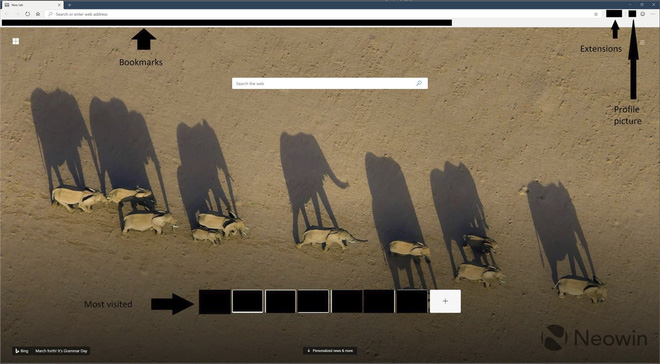 New tab
Search or enter web address
Bookmarks
Extensions
Profile
picture
Search the web
Most visited
Bing
March forth! It's Grammar Day
Personalized news & more
Neowin